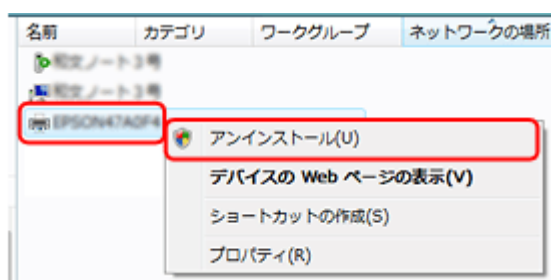 名前 カテゴリ ワークグループ ネットワークの場所
EPSON47A0F4
アンインストール(U)
デバイスの Web ページの表示(V)
ショートカットの作成(S)
プロパティ(R)